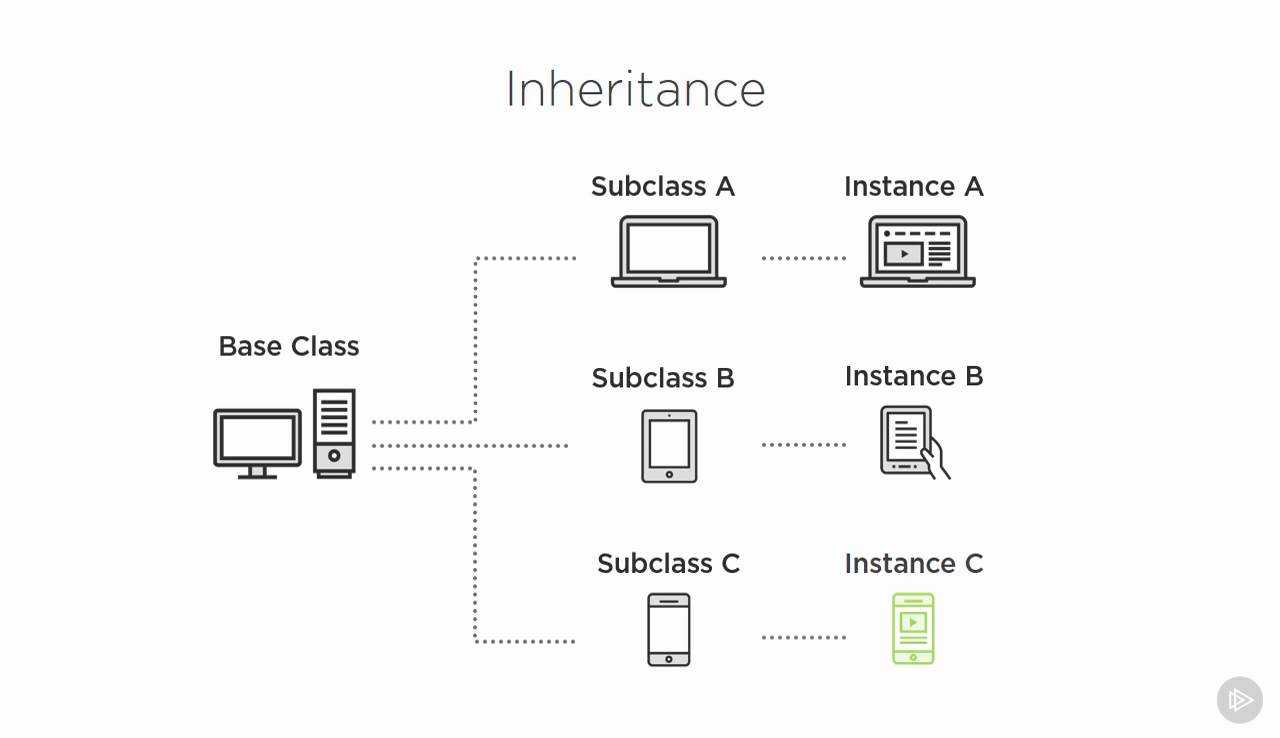 Inheritance
Subclass A
Instance A
Base Class
Subclass B
Instance B
Subclass C
Instance C